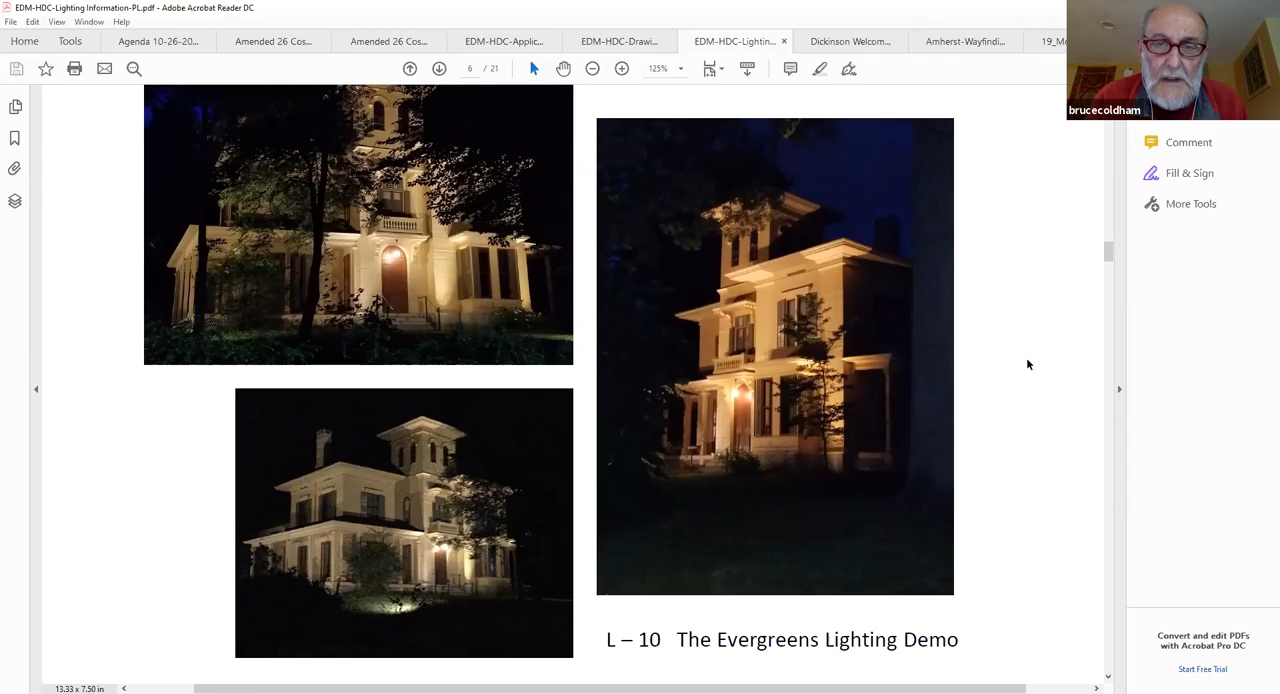 EDM-HDC-Lighting Information-PL.pdf - Adobe Acrobat Reader DC
File Edit View Window Help
Home Tools Agenda 10-26-20... Amended 26 Cos... Amended 26 Cos... EDM-HDC-Applic... EDM-HDC-Drawi... EDM-HDC-Lightin... Dickinson Welcom... Amherst-Wayfindi...
6 / 21 125%
brucecoldham
Comment
Fill & Sign
More Tools
L – 10 The Evergreens Lighting Demo
Convert and edit PDFs
with Acrobat Pro DC
Start Free Trial
13.33 x 7.50 in